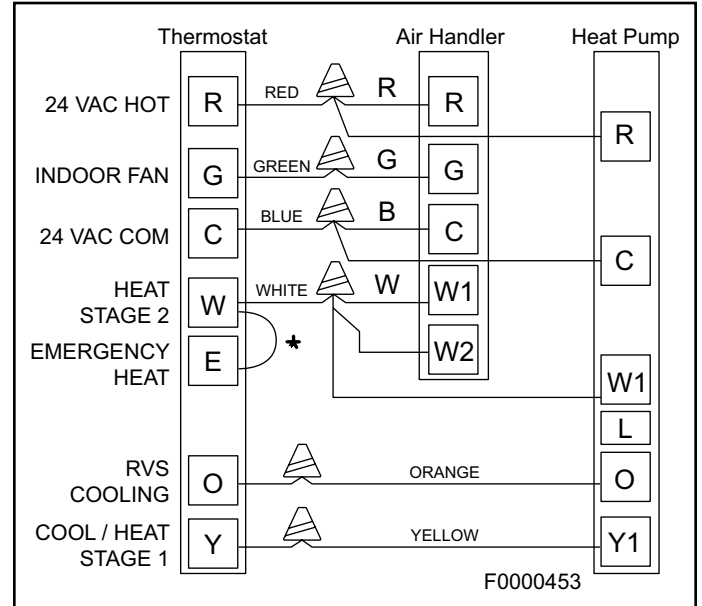 Thermostat Air Handler Heat Pump
24 VAC HOT R RED R R
R
INDOOR FAN G GREEN G G
24 VAC COM C BLUE B C
C
HEAT
STAGE 2 W WHITE W W1
EMERGENCY
HEAT E * W2
W1
L
RVS
COOLING O ORANGE O
COOL / HEAT
STAGE 1 Y YELLOW Y1
F0000453